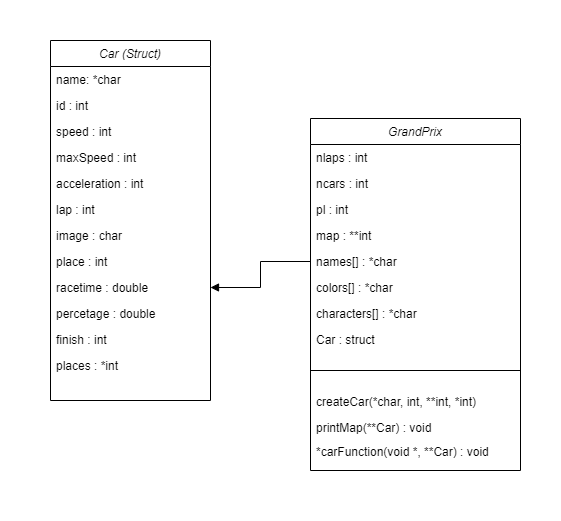 Car (Struct)
name: *char
id : int
speed : int
maxSpeed : int
acceleration : int
lap : int
image : char
place : int
racetime : double
percetage : double
finish : int
places : *int
GrandPrix
nlaps : int
ncars : int
pl : int
map : **int
names[] : *char
colors[] : *char
characters[] : *char
Car : struct
createCar(*char, int, **int, *int)
printMap(**Car) : void
*carFunction(void *, **Car) : void